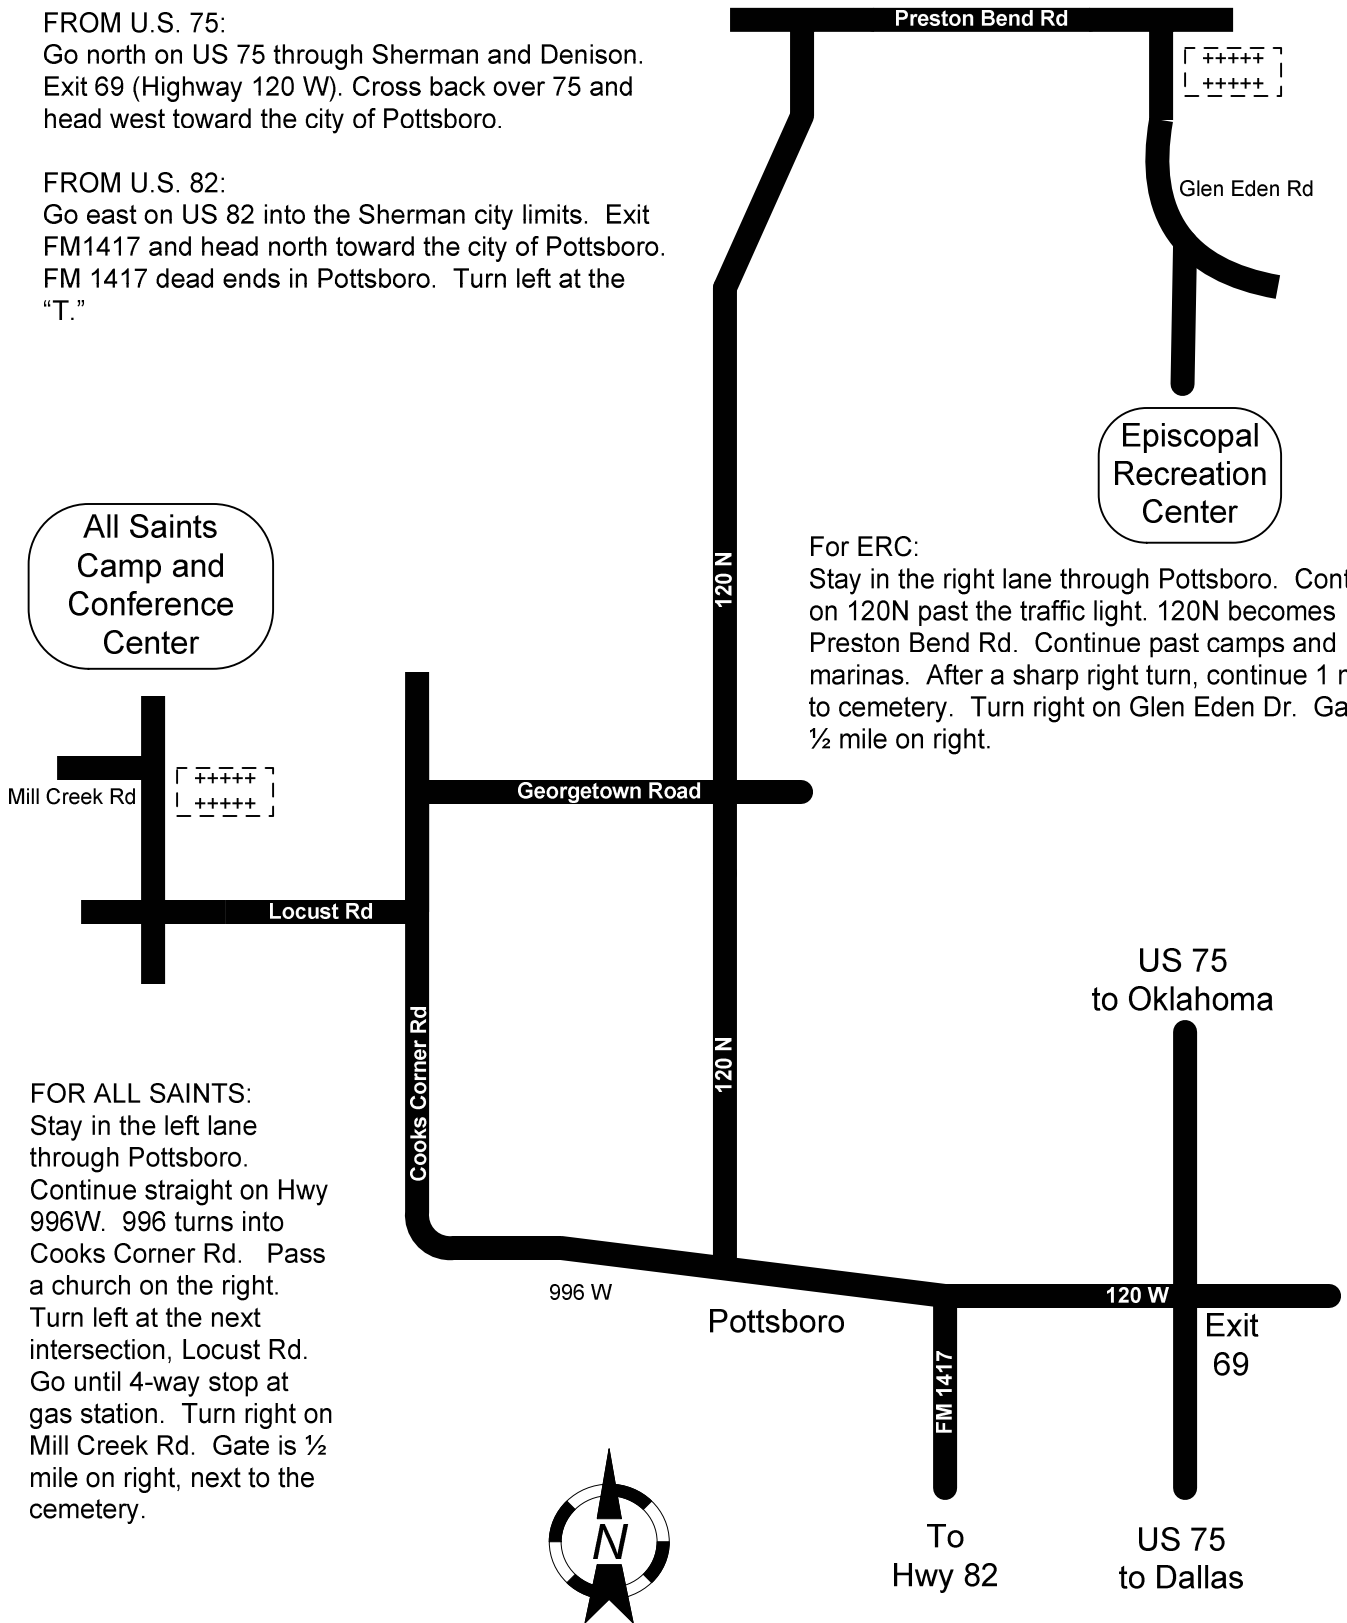 FROM U.S. 75:
Go north on US 75 through Sherman and Denison.
Exit 69 (Highway 120 W). Cross back over 75 and
head west toward the city of Pottsboro.
FROM U.S. 82:
Go east on US 82 into the Sherman city limits.  Exit
FM1417 and head north toward the city of Pottsboro.
FM 1417 dead ends in Pottsboro.  Turn left at the
“T.”
Preston Bend Rd
+++++
+++++
Glen Eden Rd
Episcopal
Recreation
Center
All Saints
Camp and
Conference
Center
120 N
For ERC:
Stay in the right lane through Pottsboro.  Cont
on 120N past the traffic light. 120N becomes
Preston Bend Rd.  Continue past camps and
marinas.  After a sharp right turn, continue 1 m
to cemetery.  Turn right on Glen Eden Dr.  Ga
½ mile on right.
Mill Creek Rd
+++++
+++++
Georgetown Road
Locust Rd
US 75
to Oklahoma
Cooks Corner Rd
120 N
FOR ALL SAINTS:
Stay in the left lane
through Pottsboro.
Continue straight on Hwy
996W.  996 turns into
Cooks Corner Rd.   Pass
a church on the right.
Turn left at the next
intersection, Locust Rd.
Go until 4-way stop at
gas station.  Turn right on
Mill Creek Rd.  Gate is ½
mile on right, next to the
cemetery.
996 W
Pottsboro
120 W
Exit
69
FM 1417
N
To
Hwy 82
US 75
to Dallas